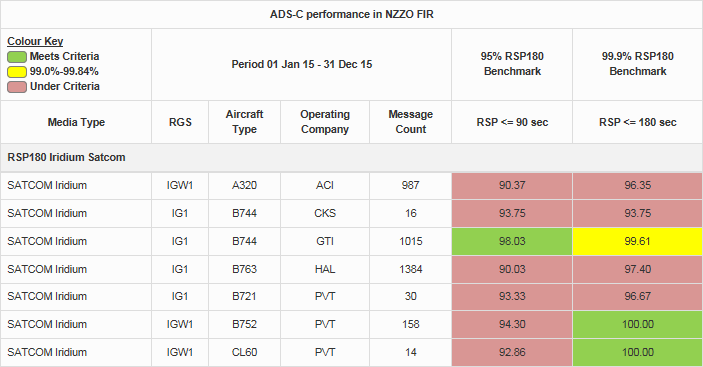 ADS-C performance in NZZO FIR
Colour Key
Meets Criteria
99.0%-99.84%
Under Criteria
Period 01 Jan 15 - 31 Dec 15
95% RSP180
Benchmark
99.9% RSP180
Benchmark
Media Type RGS Aircraft
Type Operating
Company Message
Count RSP <= 90 sec RSP <= 180 sec
RSP180 Iridium Satcom
SATCOM Iridium IGW1 A320 ACI 987 90.37 96.35
SATCOM Iridium IG1 B744 CKS 16 93.75 93.75
SATCOM Iridium IG1 B744 GTI 1015 98.03 99.61
SATCOM Iridium IG1 B763 HAL 1384 90.03 97.40
SATCOM Iridium IG1 B721 PVT 30 93.33 96.67
SATCOM Iridium IGW1 B752 PVT 158 94.30 100.00
SATCOM Iridium IGW1 CL60 PVT 14 92.86 100.00